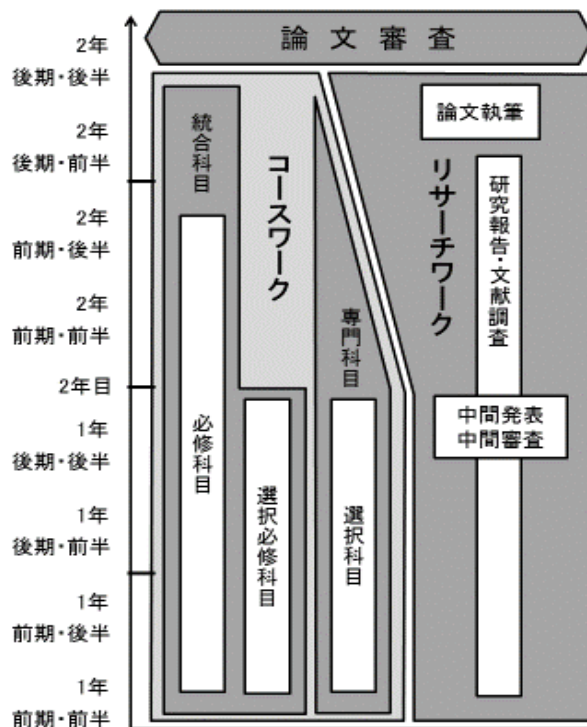 論文審査
2年
後期・後半
2年
後期・前半
2年
前期・後半
2年
前期・前半
2年目
1年
後期・後半
1年
後期・前半
1年
前期・後半
1年
前期・前半
統合科目
必修科目
コースワーク
選択必修科目
専門科目
選択科目
リサーチワーク
論文執筆
研究報告・文献調査
中間発表
中間審査